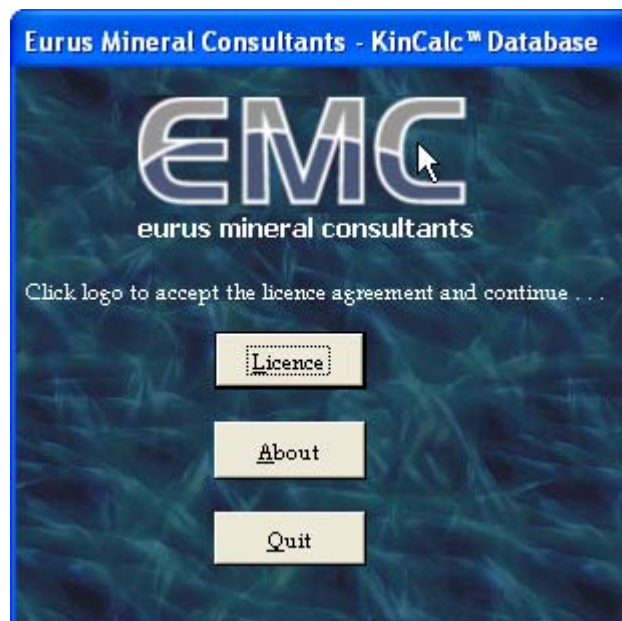 Eurus Mineral Consultants - KinCalc™ Database
EMC
eurus mineral consultants
Click logo to accept the licence agreement and continue . . .
Licence
About
Quit